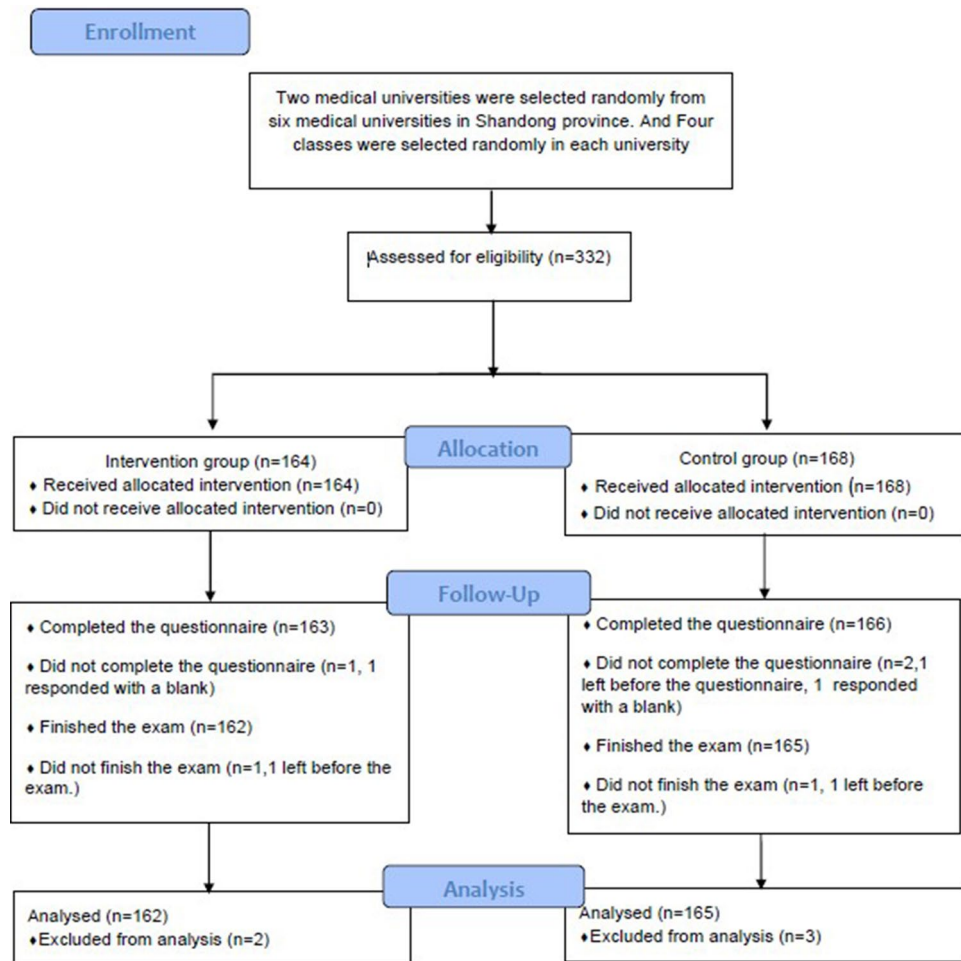 Enrollment
Two medical universities were selected randomly from
six medical universities in Shandong province. And Four
classes were selected randomly in each university
Assessed for eligibility (n=332)
Allocation
Intervention group (n=164)
♦ Received allocated intervention (n=164)
♦ Did not receive allocated intervention (n=0)
Control group (n=168)
♦ Received allocated intervention (n=168)
♦ Did not receive allocated intervention (n=0)
Follow-Up
♦ Completed the questionnaire (n=163)
♦ Did not complete the questionnaire (n=1, 1
responded with a blank)
♦ Finished the exam (n=162)
♦ Did not finish the exam (n=1,1 left before the
exam.)
♦ Completed the questionnaire (n=166)
♦ Did not complete the questionnaire (n=2,1
left before the questionnaire, 1 responded
with a blank)
♦ Finished the exam (n=165)
♦ Did not finish the exam (n=1, 1 left before
the exam.)
Analysis
Analysed (n=162)
♦Excluded from analysis (n=2)
Analysed (n=165)
♦Excluded from analysis (n=3)